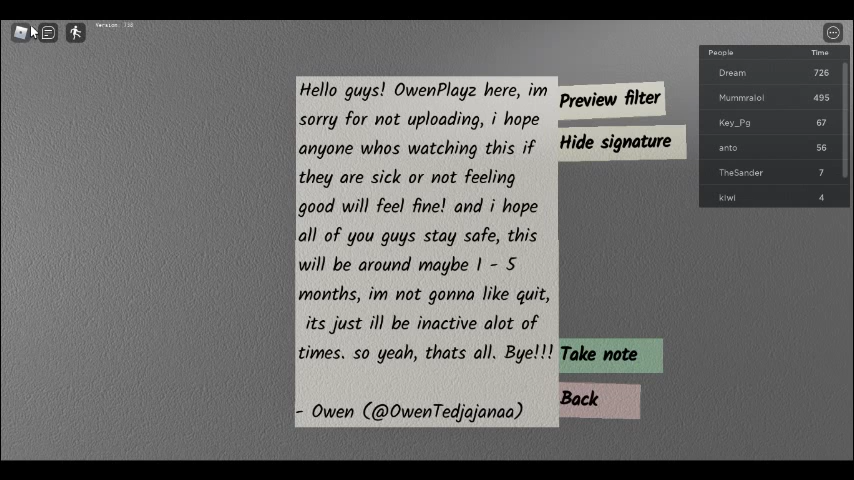 Version: 735
People Time
Dream 726
Mummralol 495
Key_Pg 67
anto 56
TheSander 7
kiwi 4
Hello guys! OwenPlayz here, im
sorry for not uploading, i hope
anyone whos watching this if
they are sick or not feeling
good will feel fine! and i hope
all of you guys stay safe, this
will be around maybe 1 - 5
months, im not gonna like quit,
its just ill be inactive alot of
times. so yeah, thats all. Bye!!!
- Owen (@OwenTedjajanaa)
Preview filter
Hide signature
Take note
Back